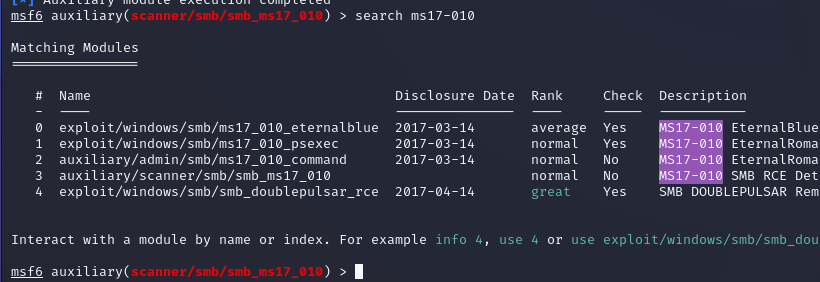 [*] Auxiliary module execution completed
msf6 auxiliary(scanner/smb/smb_ms17_010) > search ms17-010
Matching Modules
================
# Name Disclosure Date Rank Check Description
- ---- --------------- ---- ----- -----------
0 exploit/windows/smb/ms17_010_eternalblue 2017-03-14 average Yes MS17-010 EternalBlue
1 exploit/windows/smb/ms17_010_psexec 2017-03-14 normal Yes MS17-010 EternalRoma
2 auxiliary/admin/smb/ms17_010_command 2017-03-14 normal No MS17-010 EternalRoma
3 auxiliary/scanner/smb/smb_ms17_010 normal No MS17-010 SMB RCE Det
4 exploit/windows/smb/smb_doublepulsar_rce 2017-04-14 great Yes SMB DOUBLEPULSAR Rem
Interact with a module by name or index. For example info 4, use 4 or use exploit/windows/smb/smb_dou
msf6 auxiliary(scanner/smb/smb_ms17_010) >